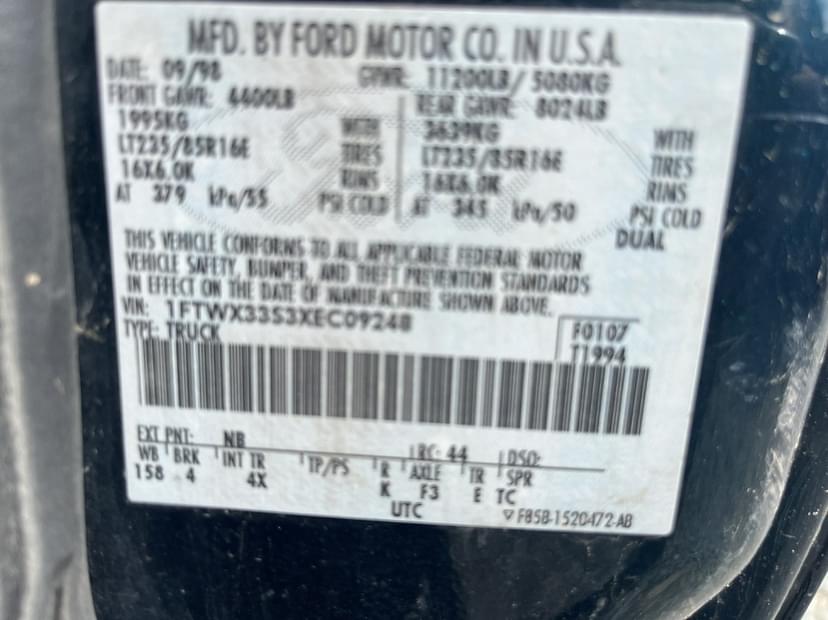 MFD. BY FORD MOTOR CO. IN U.S.A.
DATE: 09/98 GVWR: 11200LB/ 5080KG
FRONT GAWR: 4400LB REAR GAWR: 8024LB
1995KG WITH 3639KG WITH
LT235/85R16E TIRES LT235/85R16E TIRES
16X6.0K RIMS 16X6.0K RIMS
AT 379 kPa/55 PSI COLD AT 345 kPa/50 PSI COLD
DUAL
THIS VEHICLE CONFORMS TO ALL APPLICABLE FEDERAL MOTOR
VEHICLE SAFETY, BUMPER, AND THEFT PREVENTION STANDARDS
IN EFFECT ON THE DATE OF MANUFACTURE SHOWN ABOVE.
VIN: 1FTWX33S3XEC09248 F0107
TYPE: TRUCK T1994
EXT PNT: NB RC: 44 DSO:
WB BRK INT TR TP/PS R AXLE TR SPR
158 4 4X K F3 E TC
UTC ▽ F85B-1520472-AB